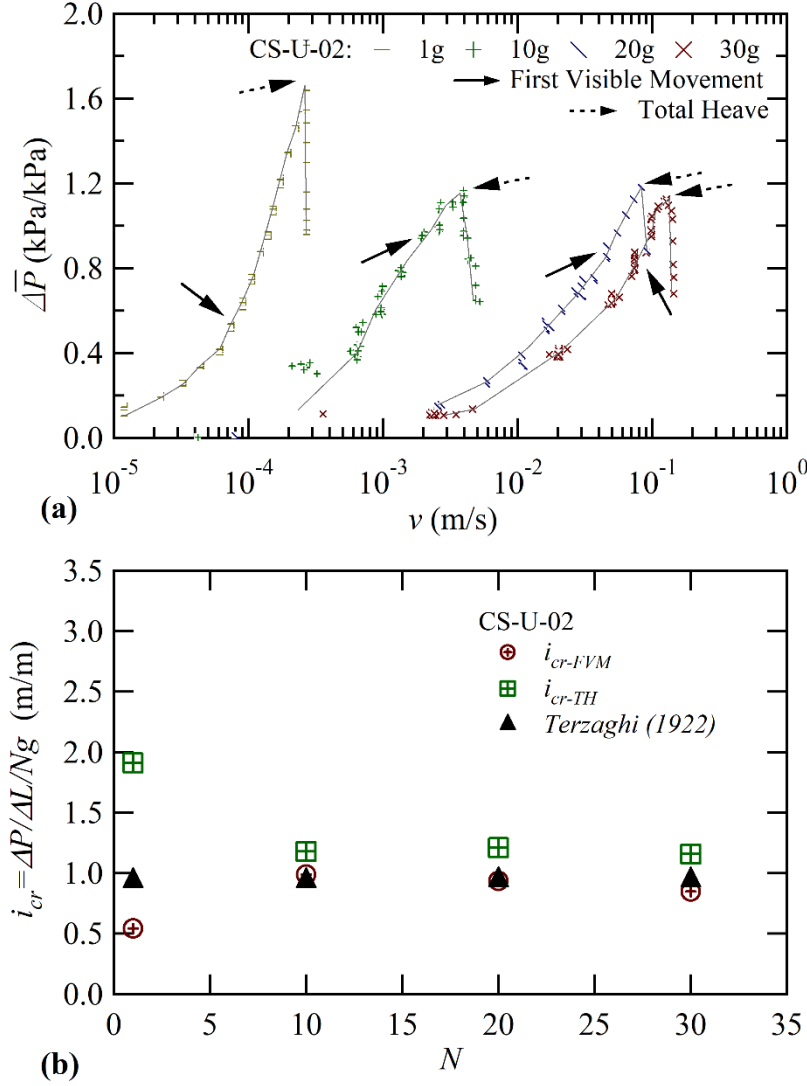 2.0
CS-U-02: 1g 10g 20g 30g
First Visible Movement
Total Heave
1.6
1.2
0.8
0.4
0.0
ΔP̅ (kPa/kPa)
10⁻⁵ 10⁻⁴ 10⁻³ 10⁻² 10⁻¹ 10⁰
(a)
v (m/s)
3.5
3.0
2.5
2.0
1.5
1.0
0.5
0.0
i_cr=ΔP/ΔL/Ng (m/m)
CS-U-02
i_cr-FVM
i_cr-TH
Terzaghi (1922)
0 5 10 15 20 25 30 35
(b)
N